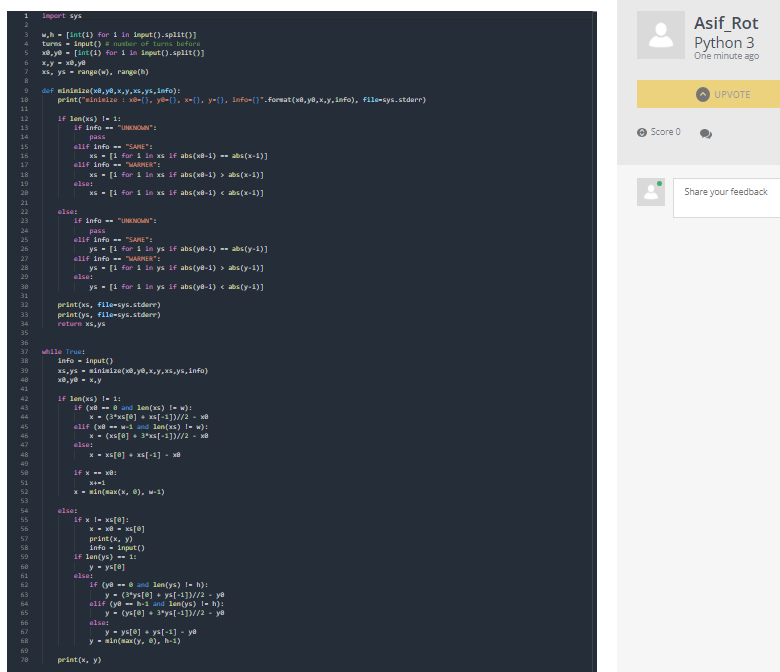 1 import sys
2
3 w,h = [int(i) for i in input().split()]
4 turns = input() # number of turns before
5 x0,y0 = [int(i) for i in input().split()]
6 x,y = x0,y0
7 xs, ys = range(w), range(h)
8
9 def minimize(x0,y0,x,y,xs,ys,info):
10 print("minimize : x0={}, y0={}, x={}, y={}, info={}".format(x0,y0,x,y,info), file=sys.stderr)
11
12 if len(xs) != 1:
13 if info == "UNKNOWN":
14 pass
15 elif info == "SAME":
16 xs = [i for i in xs if abs(x0-i) == abs(x-i)]
17 elif info == "WARMER":
18 xs = [i for i in xs if abs(x0-i) > abs(x-i)]
19 else:
20 xs = [i for i in xs if abs(x0-i) < abs(x-i)]
21
22 else:
23 if info == "UNKNOWN":
24 pass
25 elif info == "SAME":
26 ys = [i for i in ys if abs(y0-i) == abs(y-i)]
27 elif info == "WARMER":
28 ys = [i for i in ys if abs(y0-i) > abs(y-i)]
29 else:
30 ys = [i for i in ys if abs(y0-i) < abs(y-i)]
31
32 print(xs, file=sys.stderr)
33 print(ys, file=sys.stderr)
34 return xs,ys
35
36
37 while True:
38 info = input()
39 xs,ys = minimize(x0,y0,x,y,xs,ys,info)
40 x0,y0 = x,y
41
42 if len(xs) != 1:
43 if (x0 == 0 and len(xs) != w):
44 x = (3*xs[0] + xs[-1])//2 - x0
45 elif (x0 == w-1 and len(xs) != w):
46 x = (xs[0] + 3*xs[-1])//2 - x0
47 else:
48 x = xs[0] + xs[-1] - x0
49
50 if x == x0:
51 x+=1
52 x = min(max(x, 0), w-1)
53
54 else:
55 if x != xs[0]:
56 x = x0 = xs[0]
57 print(x, y)
58 info = input()
59 if len(ys) == 1:
60 y = ys[0]
61 else:
62 if (y0 == 0 and len(ys) != h):
63 y = (3*ys[0] + ys[-1])//2 - y0
64 elif (y0 == h-1 and len(ys) != h):
65 y = (ys[0] + 3*ys[-1])//2 - y0
66 else:
67 y = ys[0] + ys[-1] - y0
68 y = min(max(y, 0), h-1)
69
70 print(x, y)
Asif_Rot
Python 3
One minute ago
UPVOTE
Score 0
Share your feedback